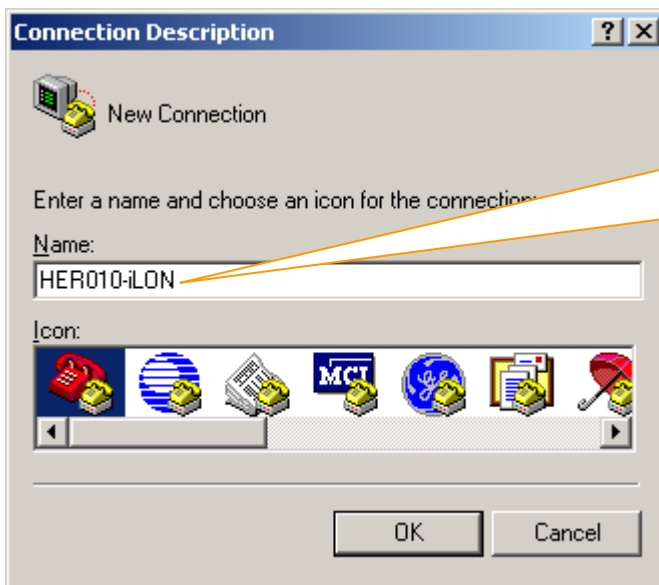 Connection Description
New Connection
Enter a name and choose an icon for the connection:
Name:
HER010-iLON
Icon:
MCI
OK
Cancel